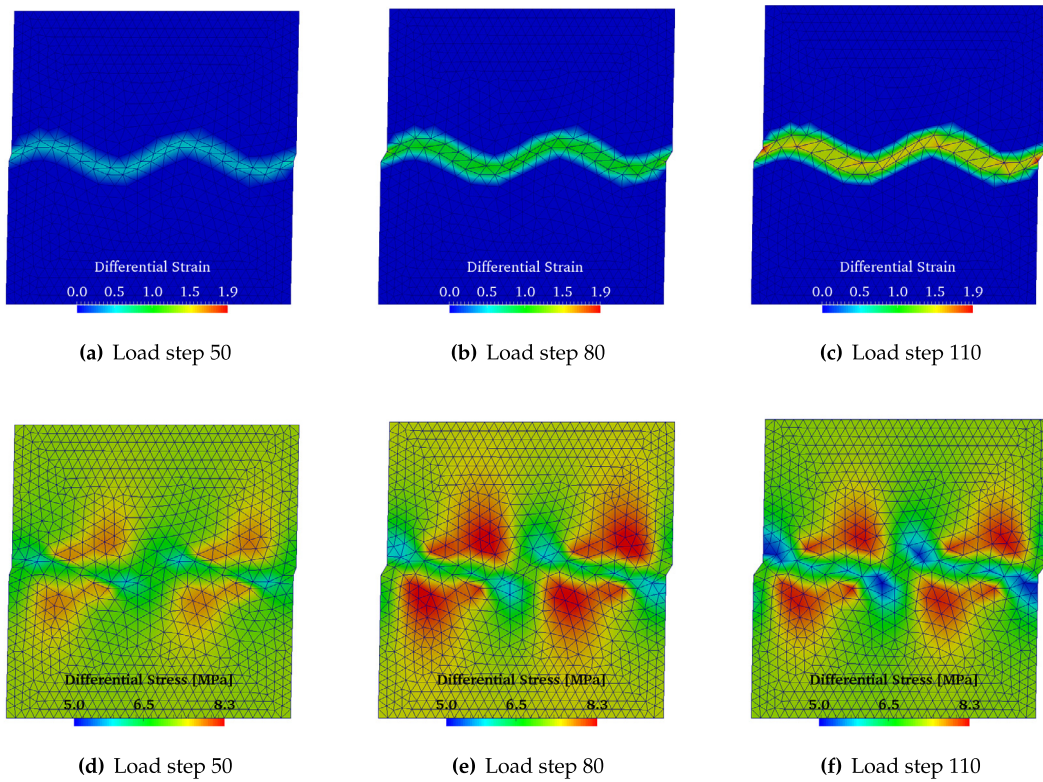 Differential Strain
0.0 0.5 1.0 1.5 1.9
Differential Strain
0.0 0.5 1.0 1.5 1.9
Differential Strain
0.0 0.5 1.0 1.5 1.9
(a) Load step 50
(b) Load step 80
(c) Load step 110
Differential Stress [MPa]
5.0 6.5 8.3
Differential Stress [MPa]
5.0 6.5 8.3
Differential Stress [MPa]
5.0 6.5 8.3
(d) Load step 50
(e) Load step 80
(f) Load step 110